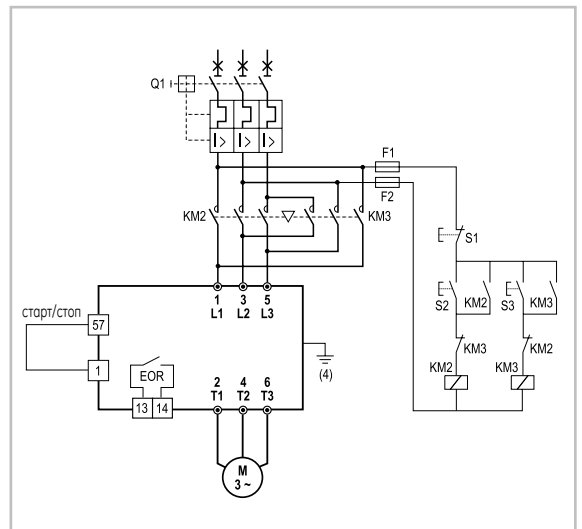 Q1
I> I> I>
F1
F2
KM2
KM3
S1
S2
KM2
S3
KM3
KM3
KM2
KM2
KM3
1 3 5
L1 L2 L3
старт/стоп
57
1
EOR
13 14
(4)
2 4 6
T1 T2 T3
M
3 ~